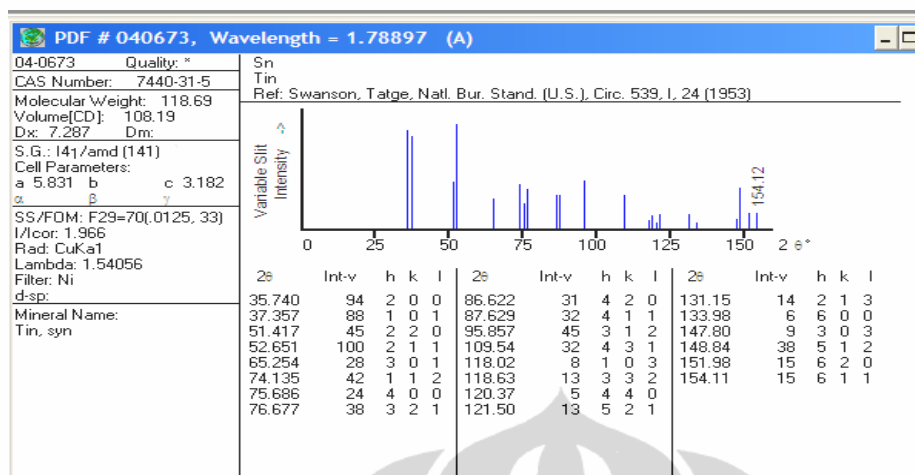 PDF # 040673, Wavelength = 1.78897 (A)
04-0673 Quality: *
CAS Number: 7440-31-5
Molecular Weight: 118.69
Volume[CD]: 108.19
Dx: 7.287 Dm:
S.G.: I41/amd (141)
Cell Parameters:
a 5.831 b c 3.182
α β γ
SS/FOM: F29=70(.0125, 33)
I/Icor: 1.966
Rad: CuKa1
Lambda: 1.54056
Filter: Ni
d-sp:
Mineral Name:
Tin, syn
Sn
Tin
Ref: Swanson, Tatge, Natl. Bur. Stand. (U.S.), Circ. 539, I, 24 (1953)
Variable Slit
Intensity ->
154.12
0 25 50 75 100 125 150 2 θ°
2θ Int-v h k l
35.740 94 2 0 0
37.357 88 1 0 1
51.417 45 2 2 0
52.651 100 2 1 1
65.254 28 3 0 1
74.135 42 1 1 2
75.686 24 4 0 0
76.677 38 3 2 1
2θ Int-v h k l
86.622 31 4 2 0
87.629 32 4 1 1
95.857 45 3 1 2
109.54 32 4 3 1
118.02 8 1 0 3
118.63 13 3 3 2
120.37 5 4 4 0
121.50 13 5 2 1
2θ Int-v h k l
131.15 14 2 1 3
133.98 6 6 0 0
147.80 9 3 0 3
148.84 38 5 1 2
151.98 15 6 2 0
154.11 15 6 1 1